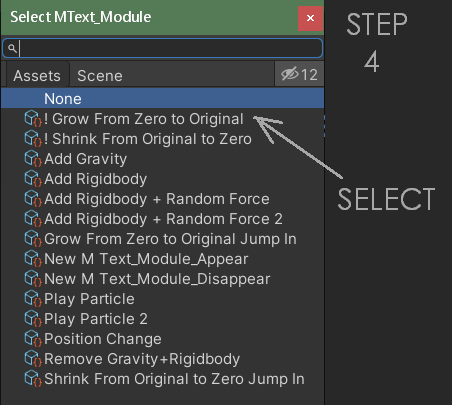 Select MText_Module
STEP
4
Assets
Scene
12
None
! Grow From Zero to Original
! Shrink From Original to Zero
Add Gravity
Add Rigidbody
Add Rigidbody + Random Force
Add Rigidbody + Random Force 2
Grow From Zero to Original Jump In
New M Text_Module_Appear
New M Text_Module_Disappear
Play Particle
Play Particle 2
Position Change
Remove Gravity+Rigidbody
Shrink From Original to Zero Jump In
SELECT